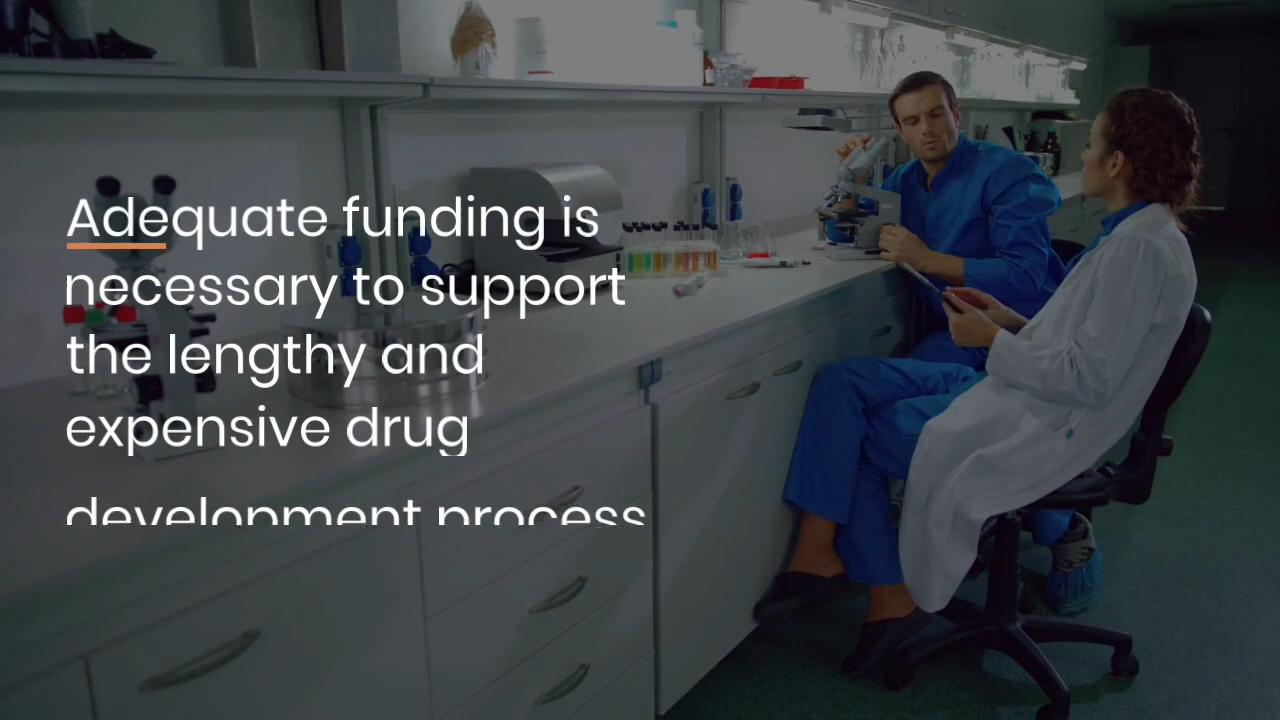 Adequate funding is
necessary to support
the lengthy and
expensive drug
development process